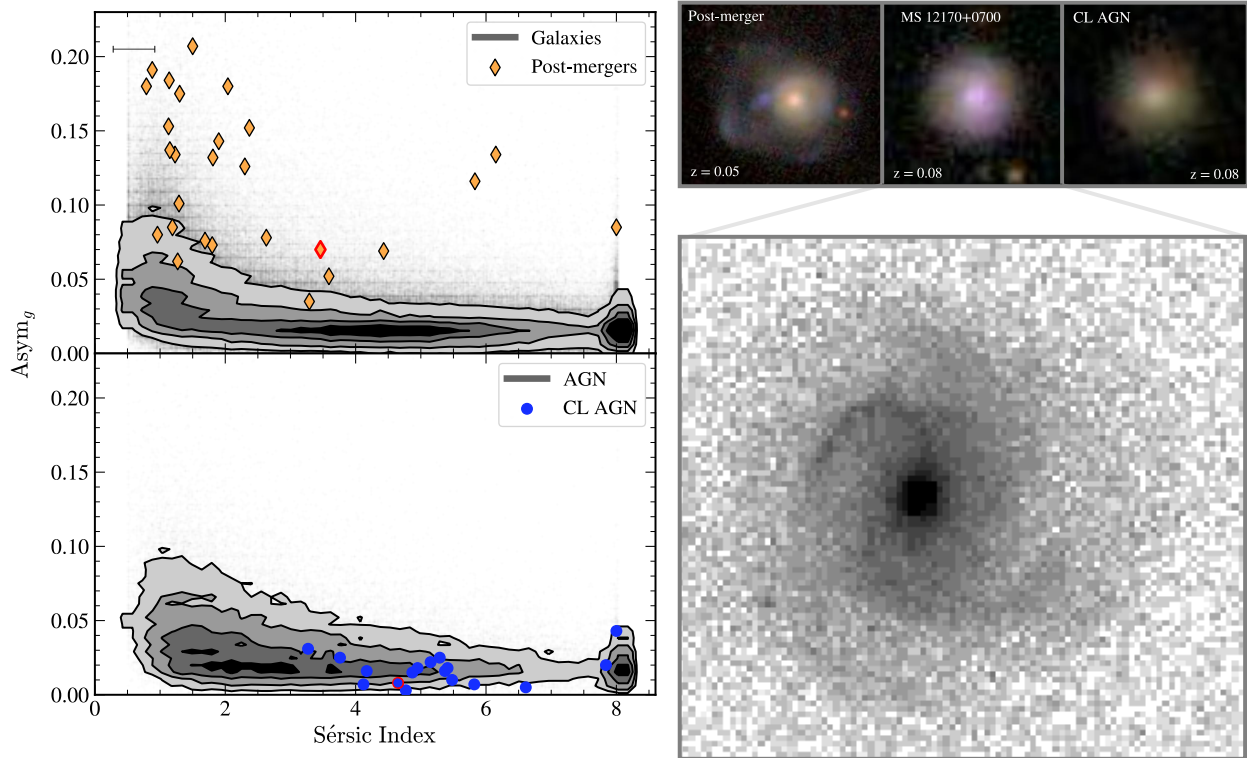 0.20
0.15
0.10
0.05
0.00
Galaxies
Post-mergers
Asym_g
0.20
0.15
0.10
0.05
0.00
AGN
CL AGN
0
2
4
6
8
Sérsic Index
Post-merger
z = 0.05
MS 12170+0700
z = 0.08
CL AGN
z = 0.08